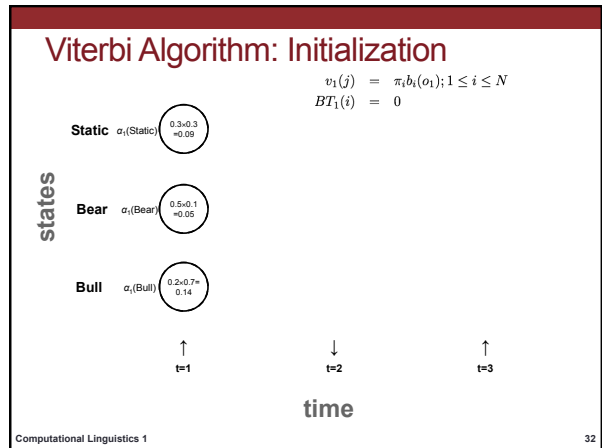 Viterbi Algorithm: Initialization
v₁(j) = πᵢbᵢ(o₁); 1 ≤ i ≤ N
BT₁(i) = 0
Static α₁(Static) 0.3×0.3
=0.09
states
Bear α₁(Bear) 0.5×0.1
=0.05
Bull α₁(Bull) 0.2×0.7=
0.14
↑ ↓ ↑
t=1 t=2 t=3
time
Computational Linguistics 1 32